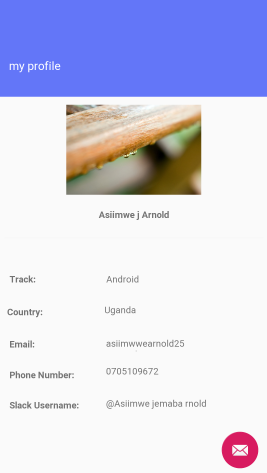 my profile
Asiimwe j Arnold
Track: Android
Country: Uganda
Email: asiimwwearnold25
Phone Number: 0705109672
Slack Username: @Asiimwe jemaba rnold